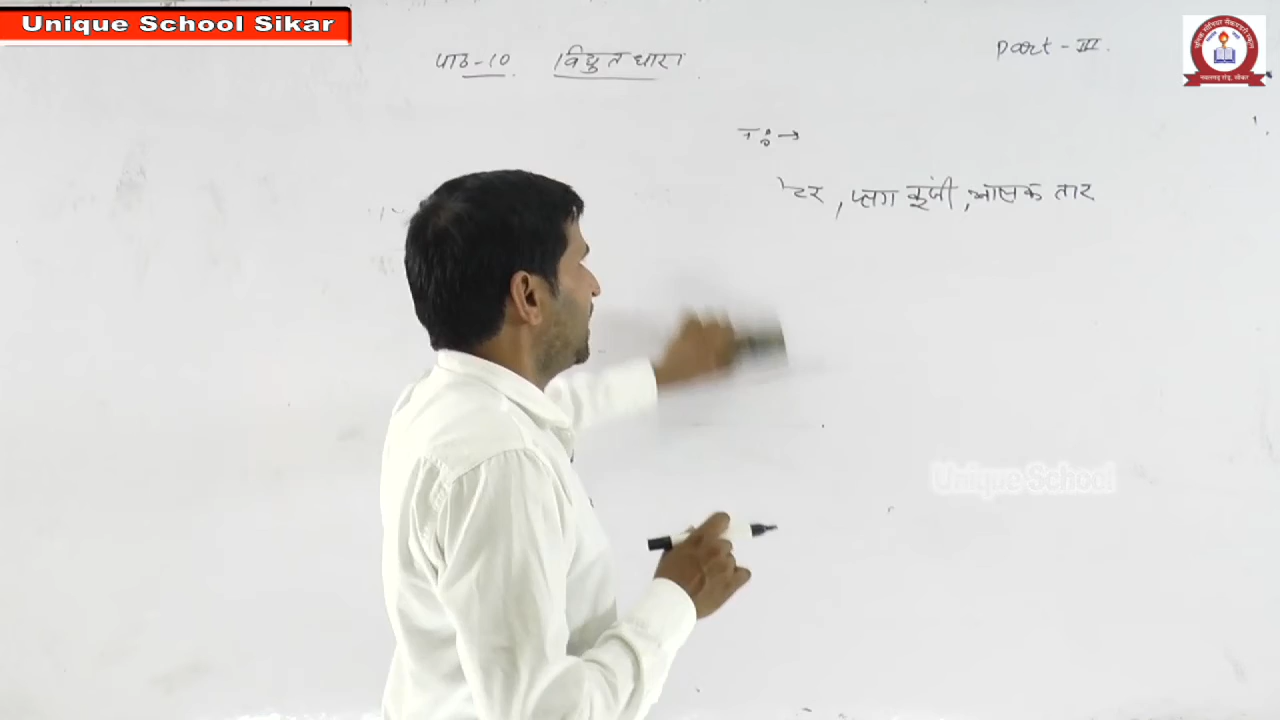 Unique School Sikar
पाठ-10 विद्युत धारा
Part - III.
टर, प्लग कुंजी, योजक तार
Unique School